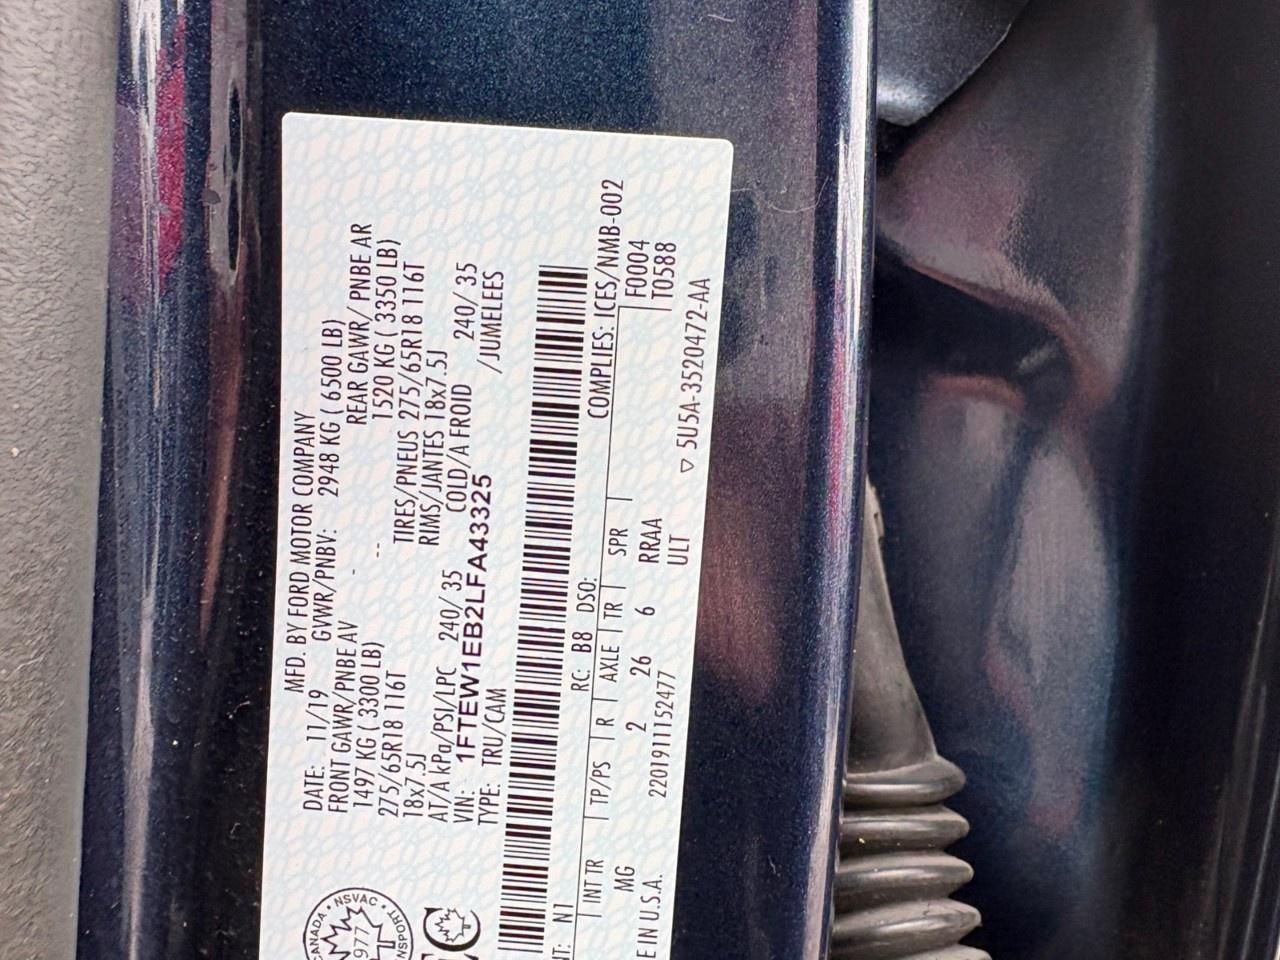 MFD. BY FORD MOTOR COMPANY
DATE: 11/19 GVWR/PNBV: 2948 KG ( 6500 LB)
FRONT GAWR/PNBE AV REAR GAWR/ PNBE AR
1497 KG ( 3300 LB) 1520 KG ( 3350 LB)
275/65R18 116T TIRES/PNEUS 275/65R18 116T
18x7.5J RIMS/JANTES 18x7.5J
AT/A kPa/PSI/LPC 240/ 35 COLD/A FROID 240/ 35
VIN: 1FTEW1EB2LFA43325 /JUMELEES
TYPE: TRU/CAM
CANADA • NSVAC •
977
NSPORT
NT: N1 RC: B8 DSO:
COMPLIES: ICES/NMB-002
INT TR TP/PS R AXLE TR SPR F0004
MG 2 26 6 RRAA T0588
E IN U.S.A. 2201911152477 ULT
▽ 5U5A-3520472-AA